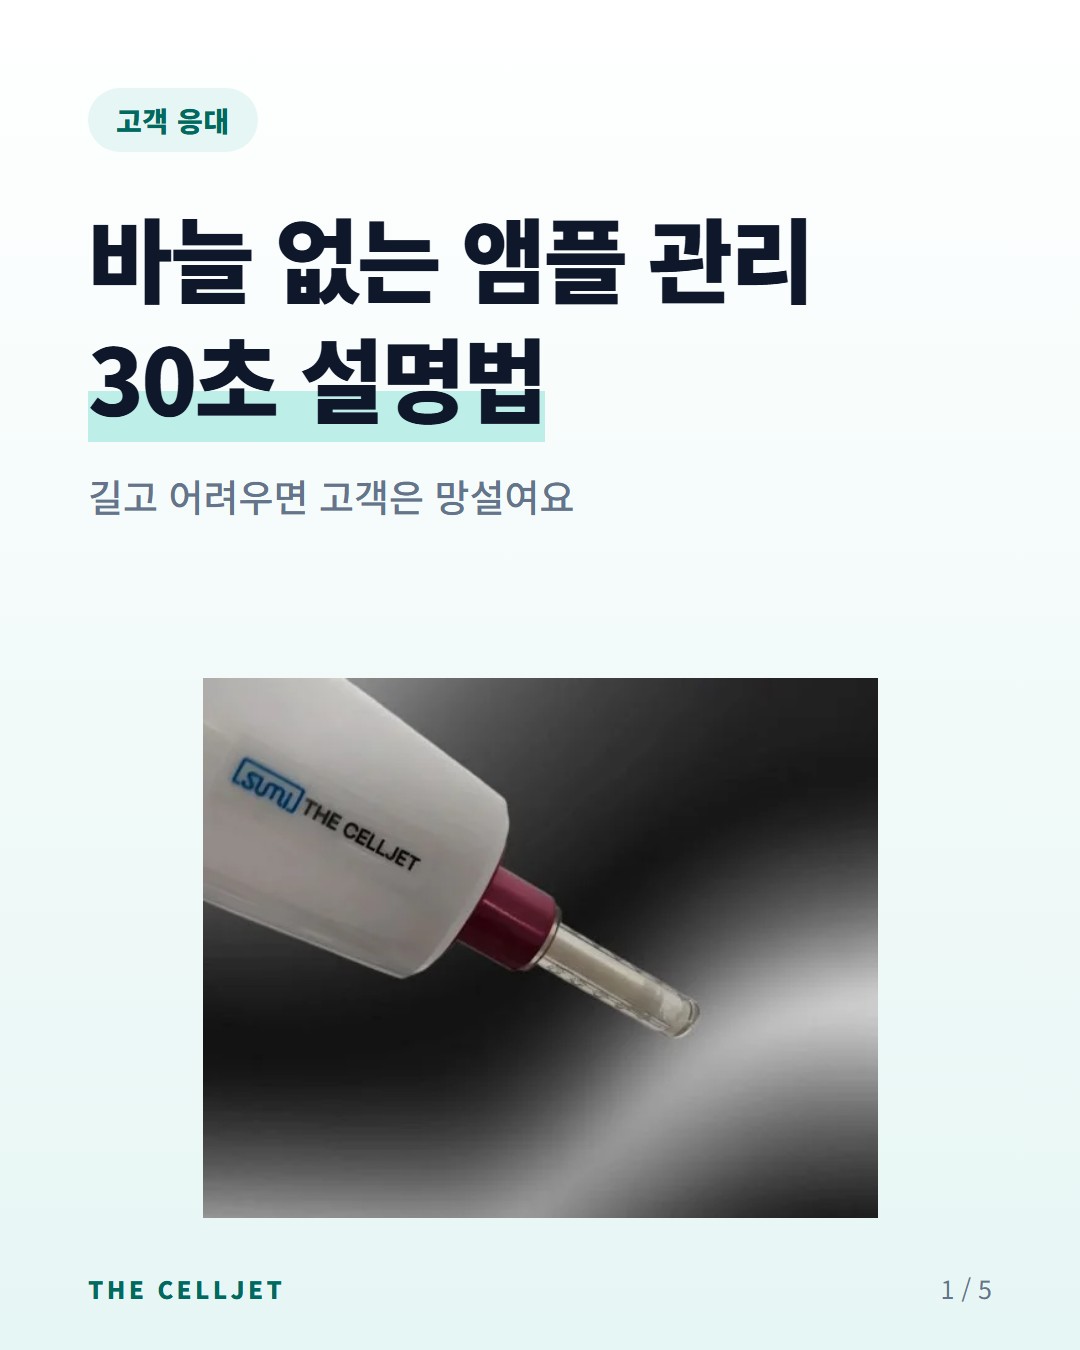 고객 응대
바늘 없는 앰플 관리
30초 설명법
길고 어려우면 고객은 망설여요
SUMI THE CELLJET
THE CELLJET
1 / 5